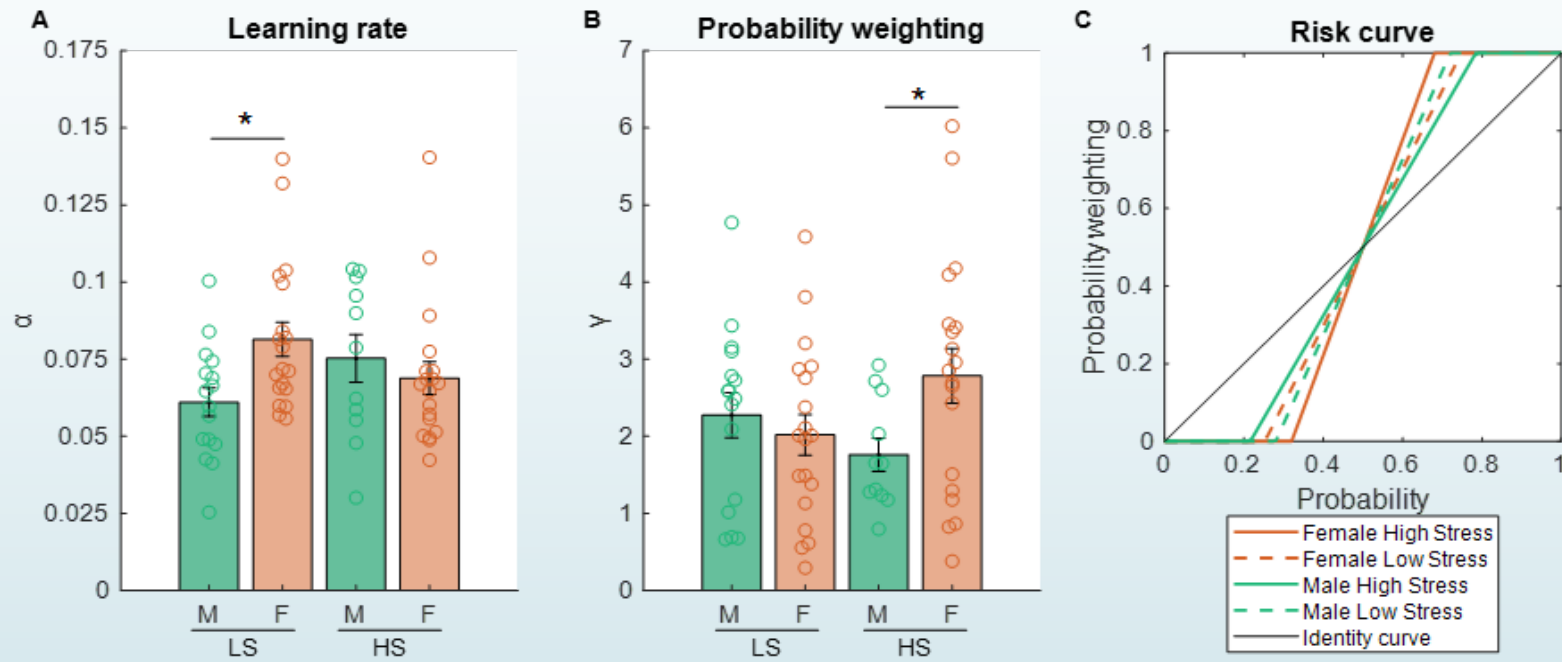 A
Learning rate
0.175
0.15
0.125
0.1
0.075
0.05
0.025
0
α
*
M F M F
LS HS
B
Probability weighting
7
6
5
4
3
2
1
0
γ
*
M F M F
LS HS
C
Risk curve
1
0.8
0.6
0.4
0.2
0
Probability weighting
0 0.2 0.4 0.6 0.8 1
Probability
Female High Stress
Female Low Stress
Male High Stress
Male Low Stress
Identity curve